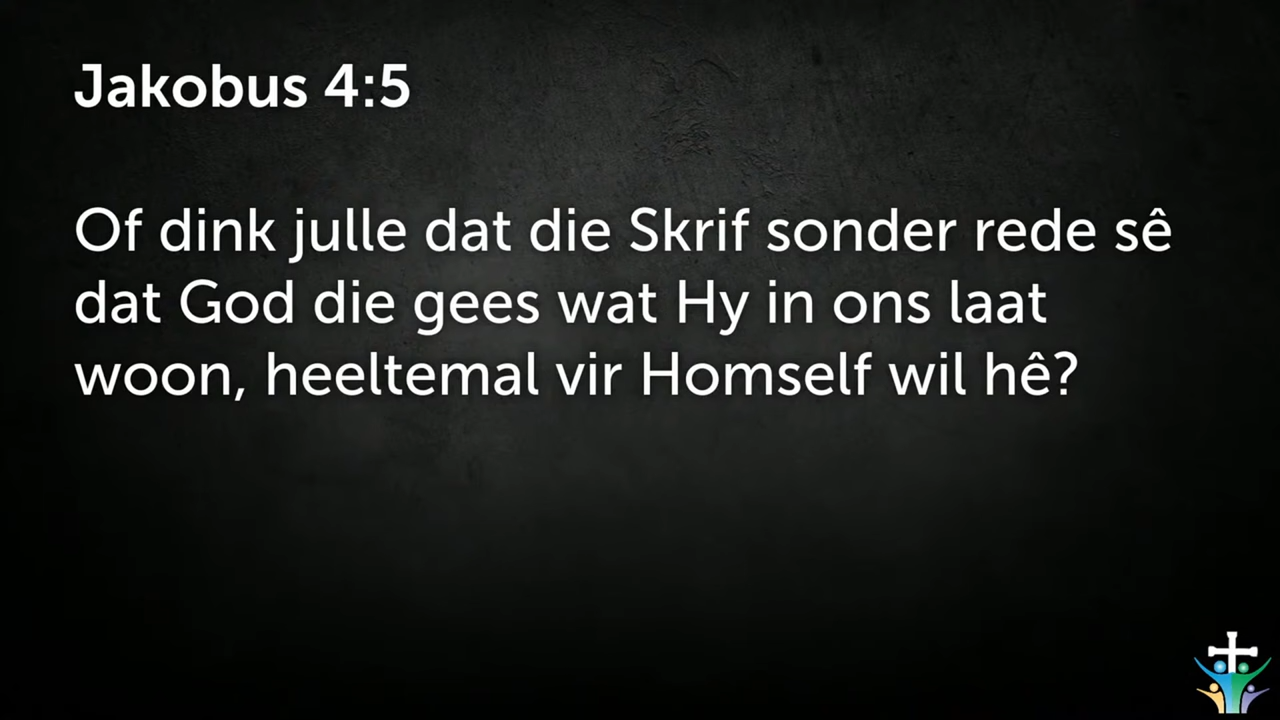 Jakobus 4:5
Of dink julle dat die Skrif sonder rede sê
dat God die gees wat Hy in ons laat
woon, heeltemal vir Homself wil hê?